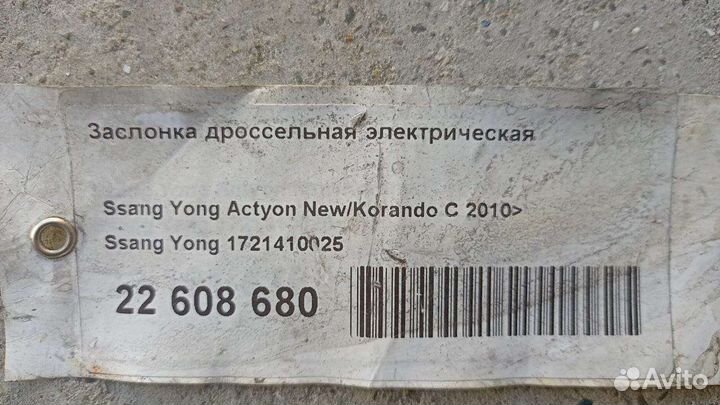 Заслонка дроссельная электрическая
Ssang Yong Actyon New/Korando C 2010>
Ssang Yong 1721410025
22 608 680
Avito